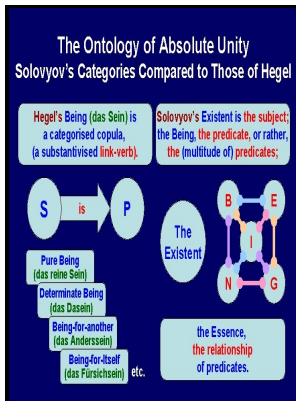 The Ontology of Absolute Unity
Solovyov's Categories Compared to Those of Hegel
Hegel's Being (das Sein) is
a categorised copula,
(a substantivised link-verb).
Solovyov's Existent is the subject;
the Being, the predicate, or rather,
the (multitude of) predicates;
S is P
The
Existent
B E
I
N G
Pure Being
(das reine Sein)
Determinate Being
(das Dasein)
Being-for-another
(das Anderssein)
Being-for-Itself
(das Fürsichsein) etc.
the Essence,
the relationship
of predicates.